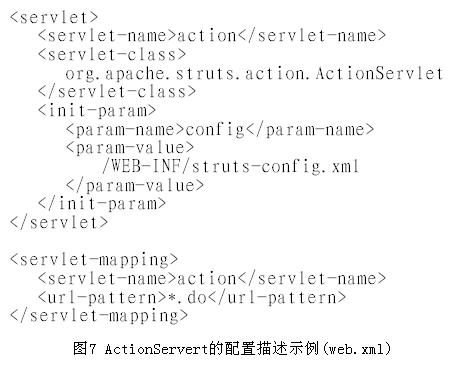 <servlet>
<servlet-name>action</servlet-name>
<servlet-class>
org.apache.struts.action.ActionServlet
</servlet-class>
<init-param>
<param-name>config</param-name>
<param-value>
/WEB-INF/struts-config.xml
</param-value>
</init-param>
</servlet>
<servlet-mapping>
<servlet-name>action</servlet-name>
<url-pattern>*.do</url-pattern>
</servlet-mapping>
图7 ActionServert的配置描述示例(web.xml)